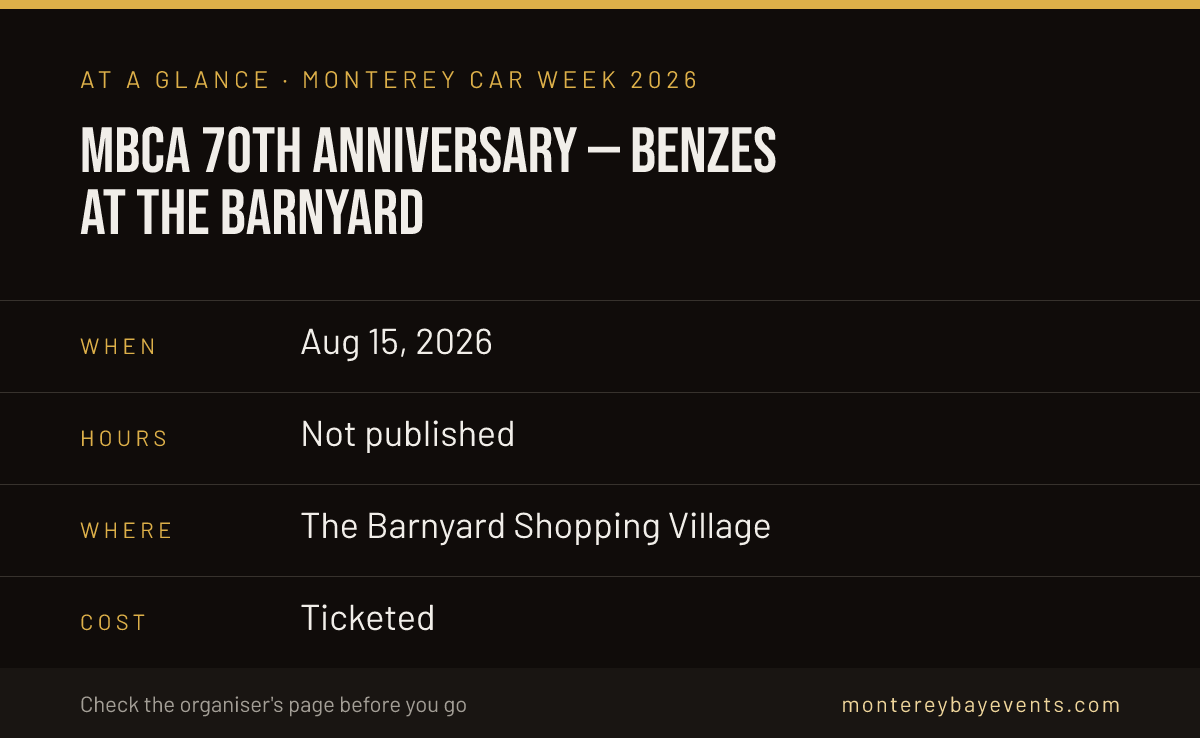 AT A GLANCE · MONTEREY CAR WEEK 2026
MBCA 70TH ANNIVERSARY — BENZES
AT THE BARNYARD
WHEN Aug 15, 2026
HOURS Not published
WHERE The Barnyard Shopping Village
COST Ticketed
Check the organiser's page before you go montereybayevents.com